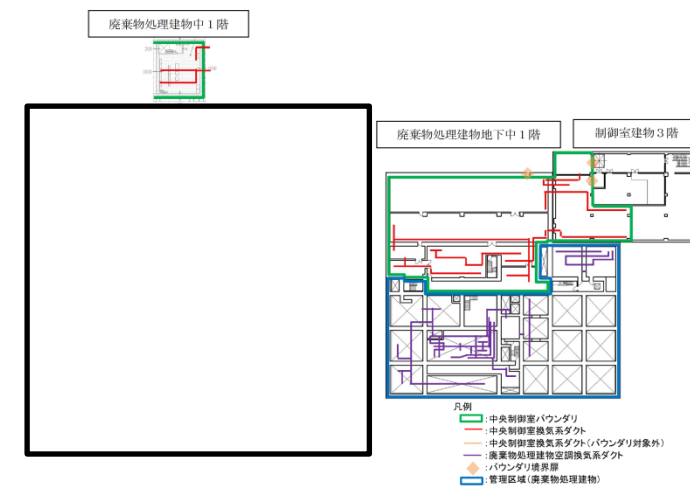 廃棄物処理建物中1階
廃棄物処理建物地下中1階
制御室建物3階
凡例
:中央制御室バウンダリ
:中央制御室換気系ダクト
:中央制御室換気系ダクト(バウンダリ対象外)
:廃棄物処理建物空調換気系ダクト
:バウンダリ境界扉
:管理区域(廃棄物処理建物)